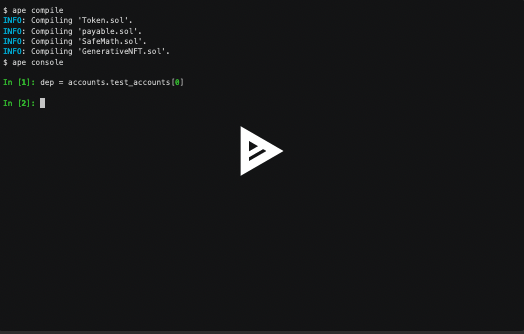 $ ape compile
INFO: Compiling 'Token.sol'.
INFO: Compiling 'payable.sol'.
INFO: Compiling 'SafeMath.sol'.
INFO: Compiling 'GenerativeNFT.sol'.
$ ape console
In [1]: dep = accounts.test_accounts[0]
In [2]: